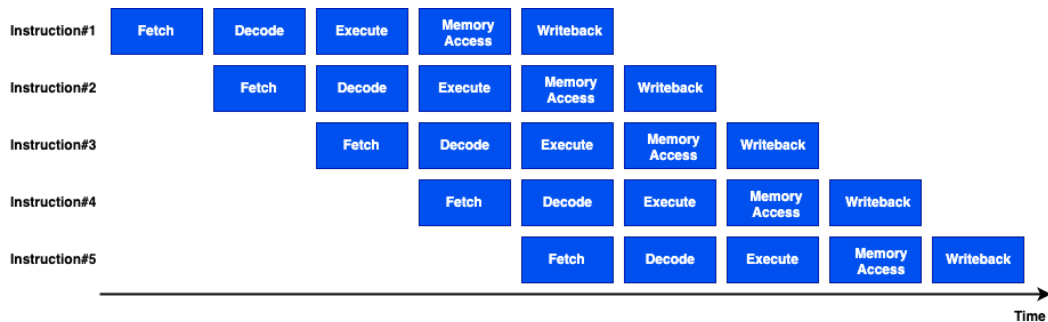 Instruction#1 Fetch Decode Execute Memory Access Writeback
Instruction#2 Fetch Decode Execute Memory Access Writeback
Instruction#3 Fetch Decode Execute Memory Access Writeback
Instruction#4 Fetch Decode Execute Memory Access Writeback
Instruction#5 Fetch Decode Execute Memory Access Writeback
Time